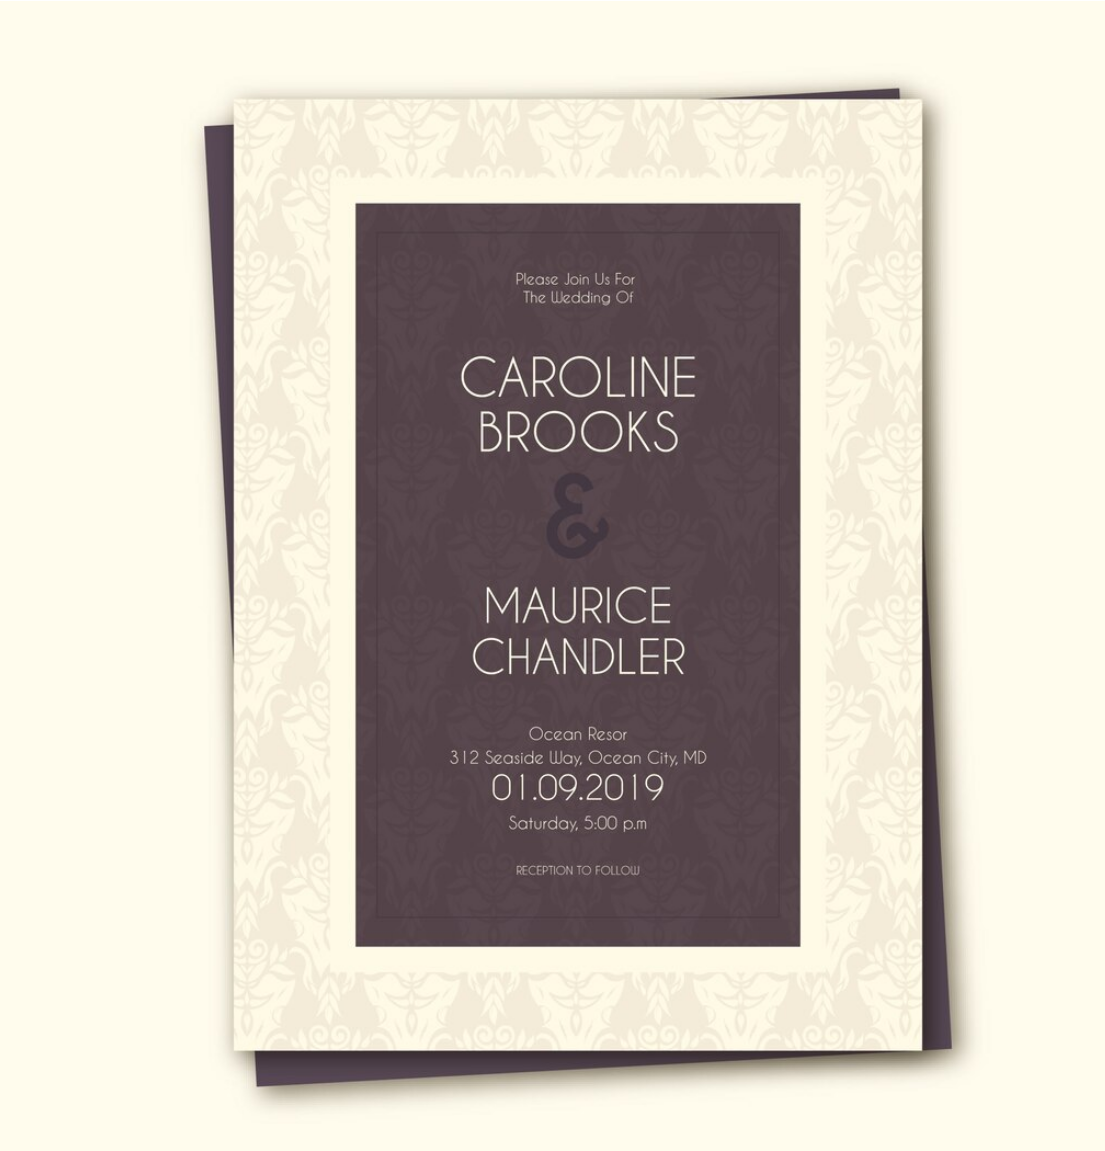 Please Join Us For
The Wedding Of
CAROLINE
BROOKS
&
MAURICE
CHANDLER
Ocean Resor
312 Seaside Way, Ocean City, MD
01.09.2019
Saturday, 5:00 p.m
RECEPTION TO FOLLOW